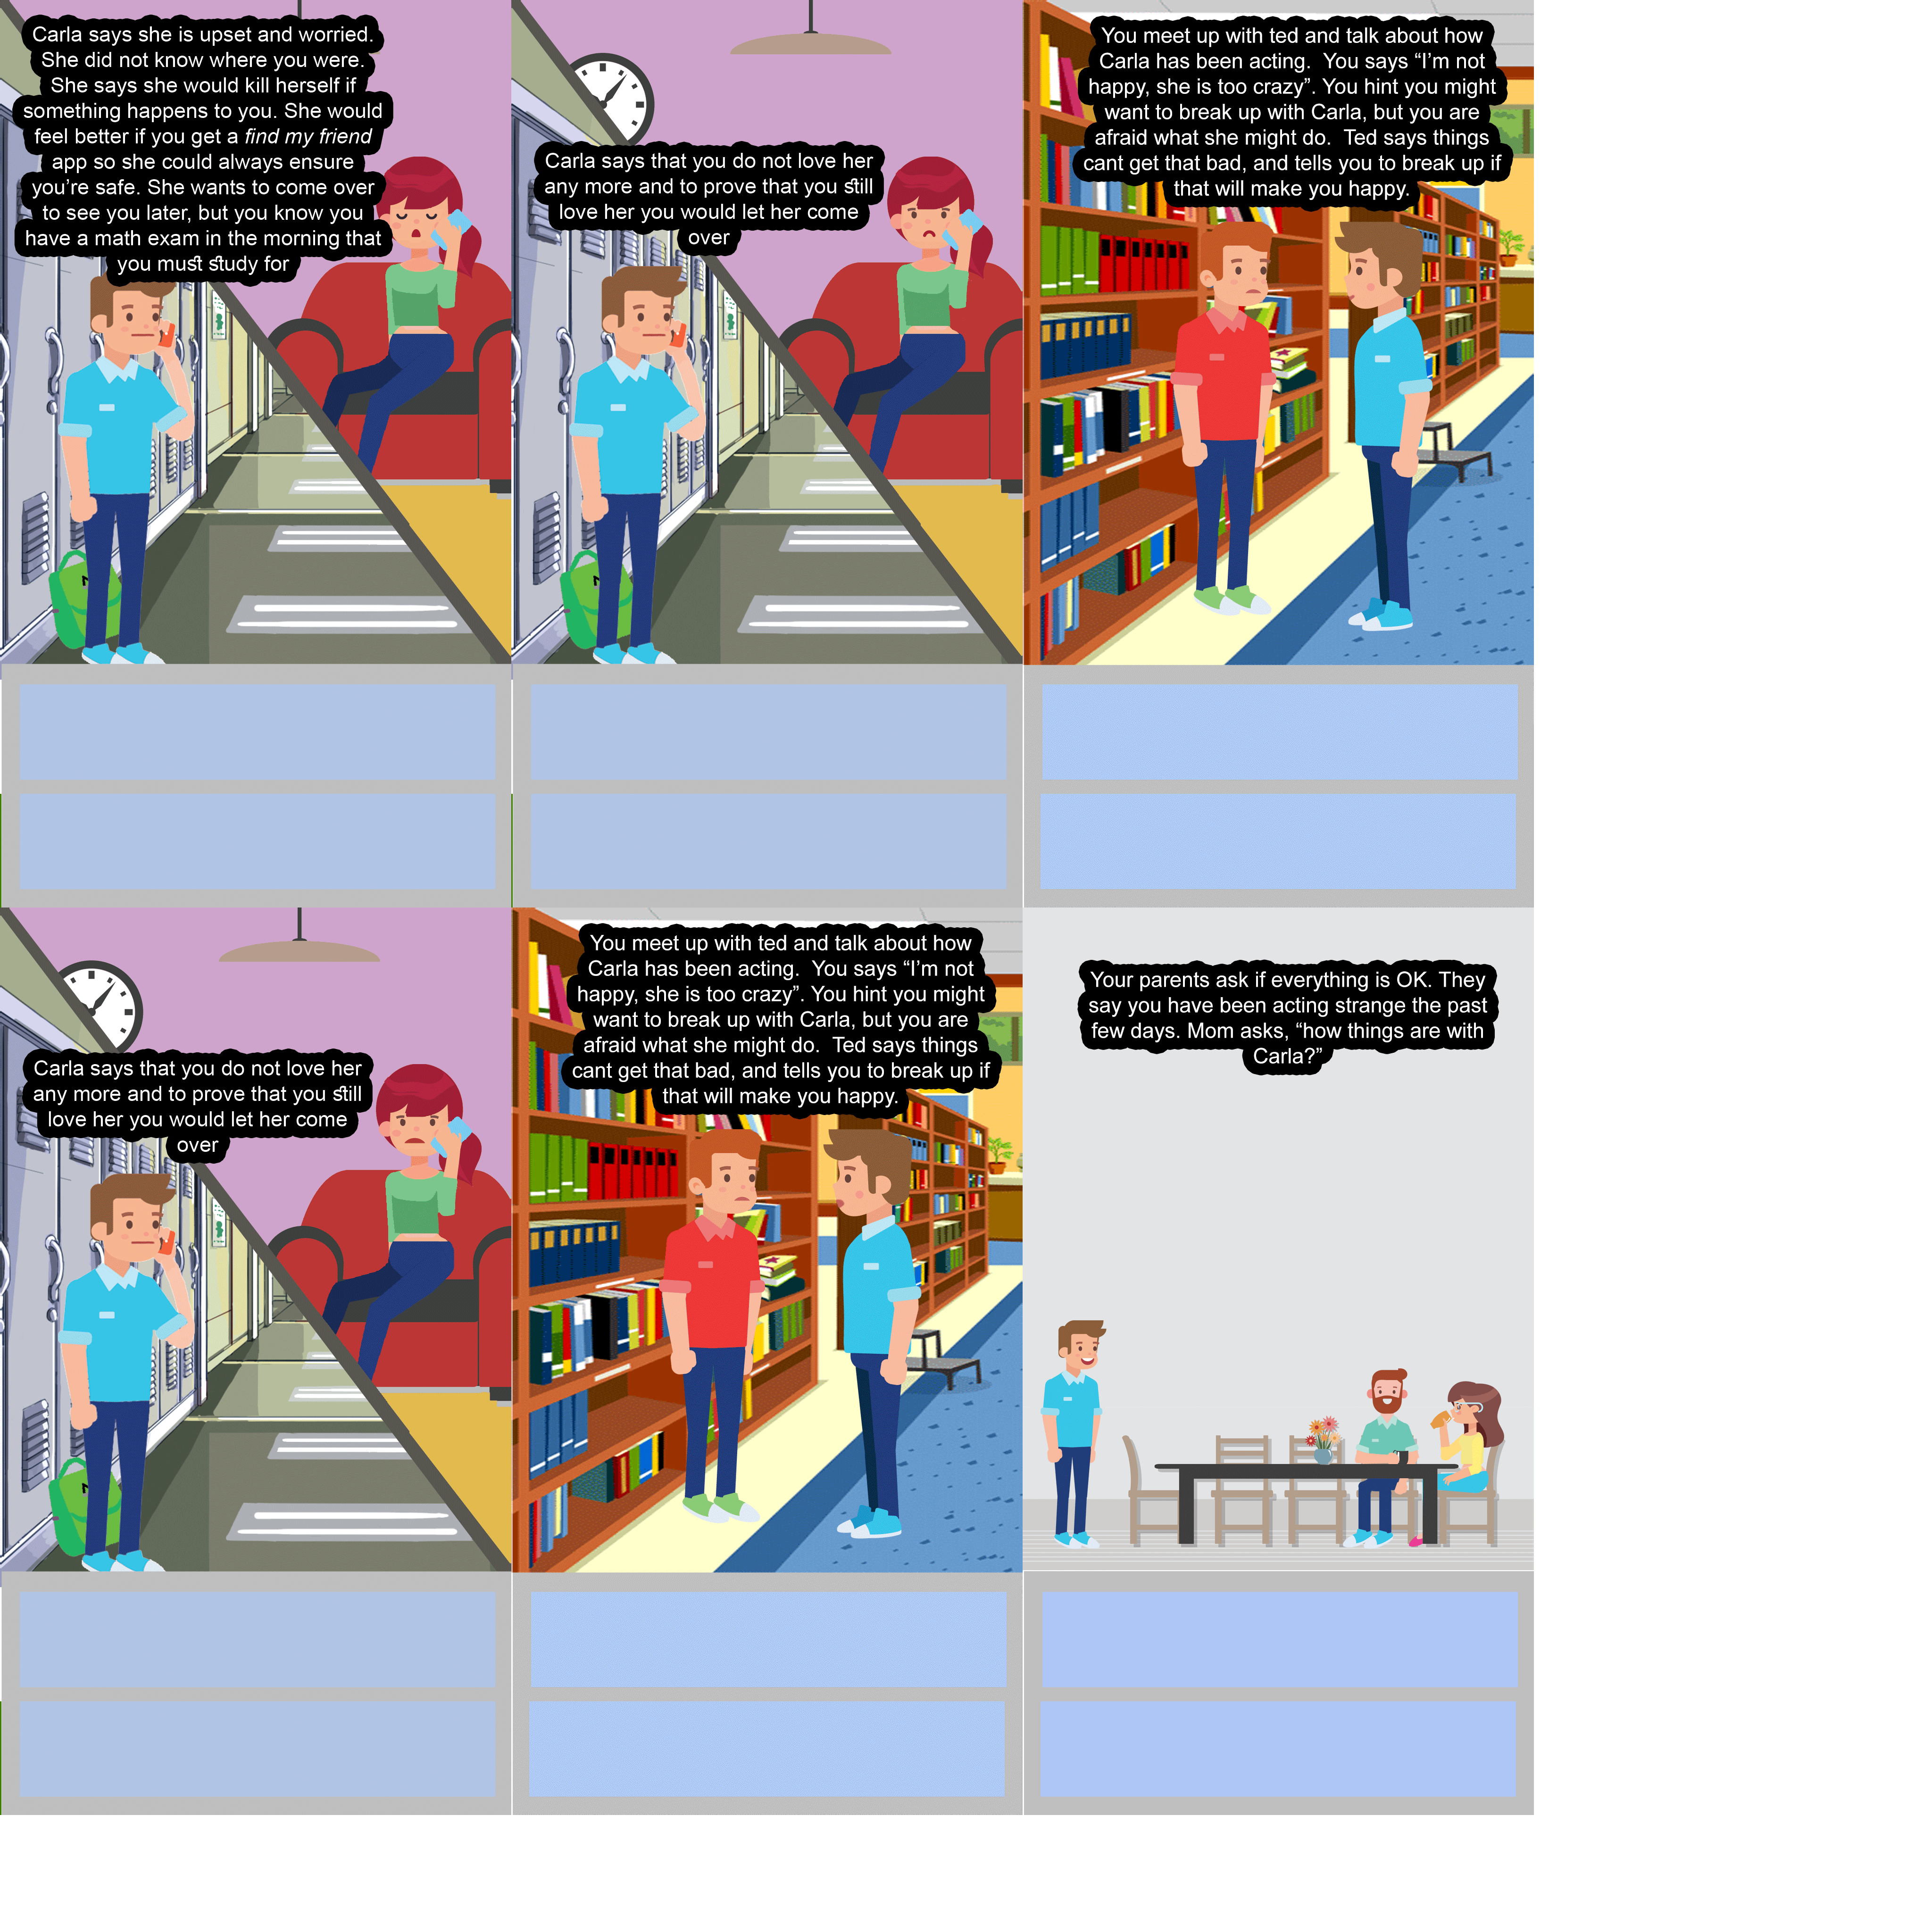 Carla says she is upset and worried.
She did not know where you were.
She says she would kill herself if
something happens to you. She would
feel better if you get a find my friend
app so she could always ensure
you're safe. She wants to come over
to see you later, but you know you
have a math exam in the morning that
you must study for
Carla says that you do not love her
any more and to prove that you still
love her you would let her come
over
You meet up with ted and talk about how
Carla has been acting. You says “I'm not
happy, she is too crazy”. You hint you might
want to break up with Carla, but you are
afraid what she might do. Ted says things
cant get that bad, and tells you to break up if
that will make you happy.
Carla says that you do not love her
any more and to prove that you still
love her you would let her come
over
You meet up with ted and talk about how
Carla has been acting. You says “I'm not
happy, she is too crazy”. You hint you might
want to break up with Carla, but you are
afraid what she might do. Ted says things
cant get that bad, and tells you to break up if
that will make you happy.
Your parents ask if everything is OK. They
say you have been acting strange the past
few days. Mom asks, “how things are with
Carla?”